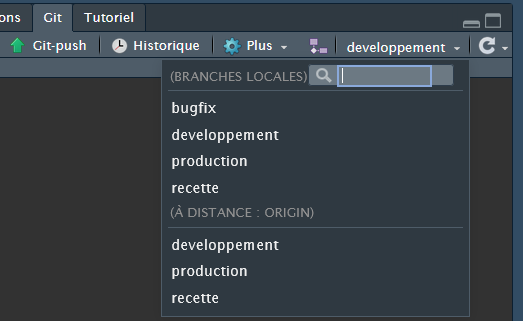 ons Git Tutoriel
Git-push Historique Plus developpement
(BRANCHES LOCALES)
bugfix
developpement
production
recette
(À DISTANCE : ORIGIN)
developpement
production
recette